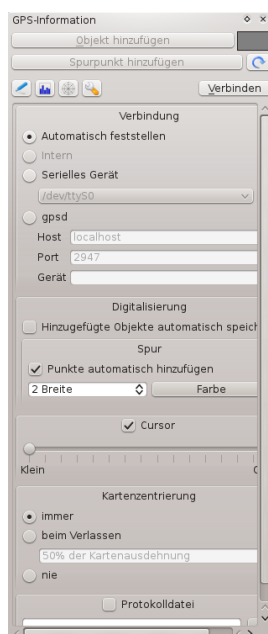 GPS-Information
Objekt hinzufügen
Spurpunkt hinzufügen
Verbinden
Verbindung
Automatisch feststellen
Intern
Serielles Gerät
/dev/ttyS0
gpsd
Host localhost
Port 2947
Gerät
Digitalisierung
Hinzugefügte Objekte automatisch speich
Spur
Punkte automatisch hinzufügen
2 Breite Farbe
Cursor
Klein
Kartenzentrierung
immer
beim Verlassen
50% der Kartenausdehnung
nie
Protokolldatei